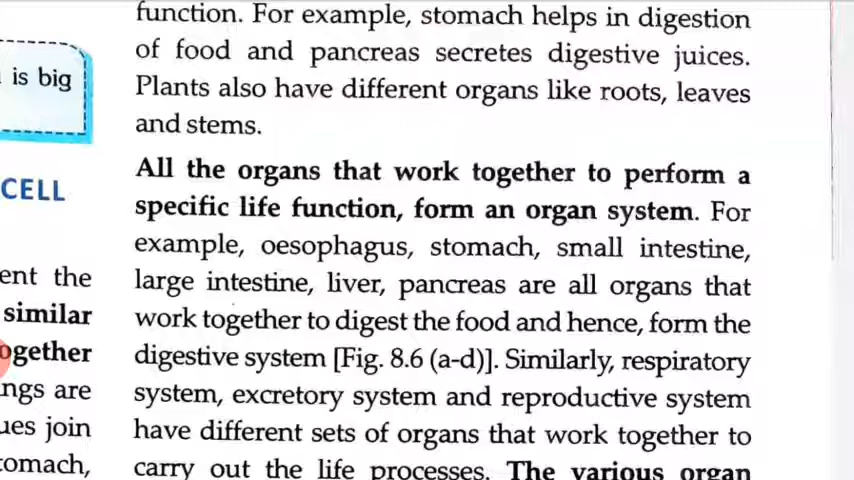 is big
CELL
ent the
similar
ogether
ngs are
ues join
tomach,
function. For example, stomach helps in digestion
of food and pancreas secretes digestive juices.
Plants also have different organs like roots, leaves
and stems.
All the organs that work together to perform a
specific life function, form an organ system. For
example, oesophagus, stomach, small intestine,
large intestine, liver, pancreas are all organs that
work together to digest the food and hence, form the
digestive system [Fig. 8.6 (a-d)]. Similarly, respiratory
system, excretory system and reproductive system
have different sets of organs that work together to
carry out the life processes. The various organ